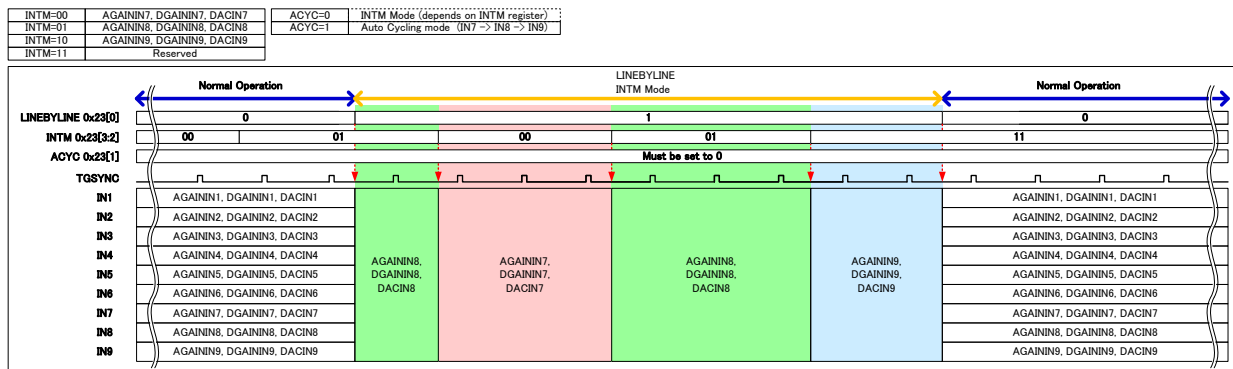 INTM=00 AGAININ7, DGAININ7, DACIN7 ACYC=0 INTM Mode (depends on INTM register)
INTM=01 AGAININ8, DGAININ8, DACIN8 ACYC=1 Auto Cycling mode (IN7 -> IN8 -> IN9)
INTM=10 AGAININ9, DGAININ9, DACIN9
INTM=11 Reserved
LINEBYLINE
Normal Operation INTM Mode Normal Operation
LINEBYLINE 0x23[0] 0 1 0
INTM 0x23[3:2] 00 01 00 01 11
ACYC 0x23[1] Must be set to 0
TGSYNC
IN1 AGAININ1, DGAININ1, DACIN1 AGAININ1, DGAININ1, DACIN1
IN2 AGAININ2, DGAININ2, DACIN2 AGAININ2, DGAININ2, DACIN2
IN3 AGAININ3, DGAININ3, DACIN3 AGAININ3, DGAININ3, DACIN3
IN4 AGAININ4, DGAININ4, DACIN4 AGAININ8, AGAININ7, AGAININ8, AGAININ9, AGAININ4, DGAININ4, DACIN4
IN5 AGAININ5, DGAININ5, DACIN5 DGAININ8, DGAININ7, DGAININ8, DGAININ9, AGAININ5, DGAININ5, DACIN5
IN6 AGAININ6, DGAININ6, DACIN6 DACIN8 DACIN7 DACIN8 DACIN9 AGAININ6, DGAININ6, DACIN6
IN7 AGAININ7, DGAININ7, DACIN7 AGAININ7, DGAININ7, DACIN7
IN8 AGAININ8, DGAININ8, DACIN8 AGAININ8, DGAININ8, DACIN8
IN9 AGAININ9, DGAININ9, DACIN9 AGAININ9, DGAININ9, DACIN9